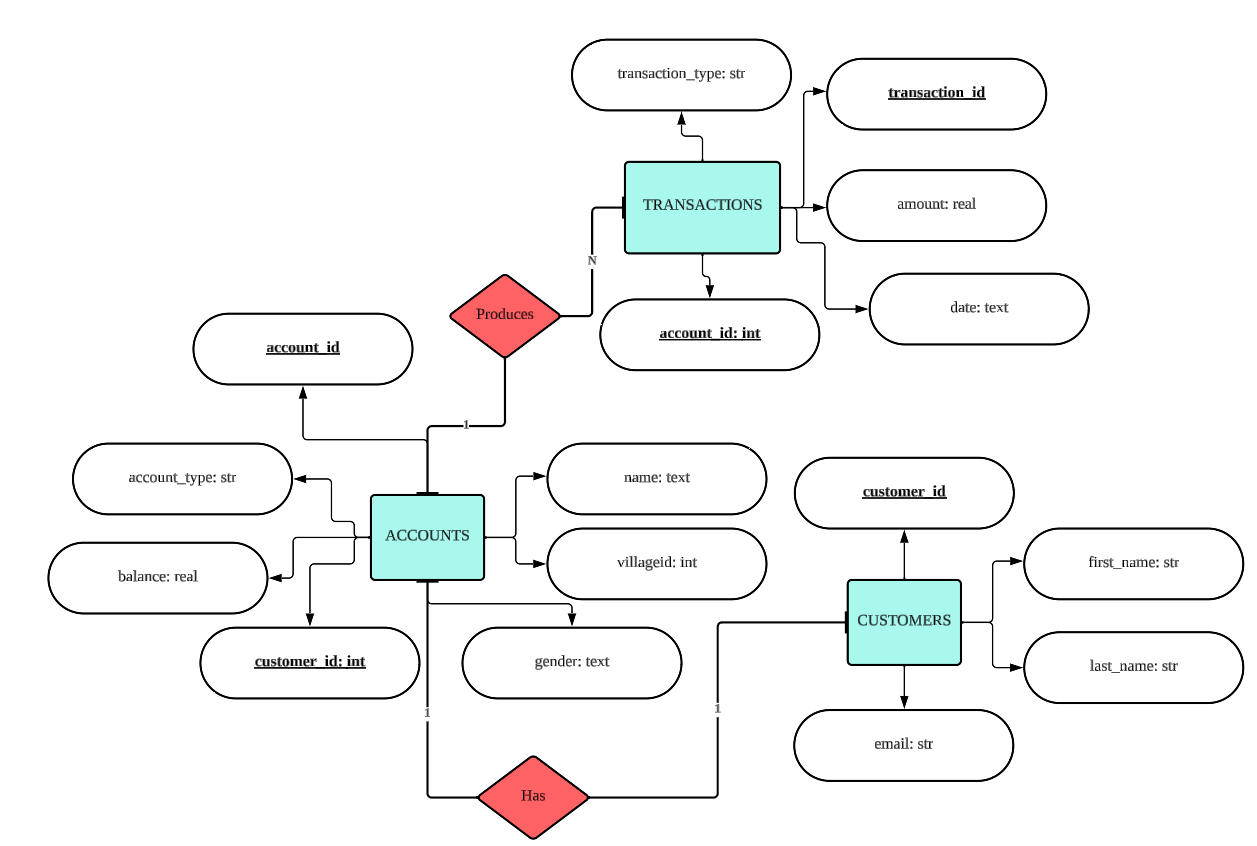 transaction_type: str
transaction_id
TRANSACTIONS
amount: real
N
date: text
Produces
account_id: int
account_id
1
account_type: str
name: text
customer_id
ACCOUNTS
villageid: int
first_name: str
balance: real
CUSTOMERS
customer_id: int
gender: text
last_name: str
1
1
email: str
Has